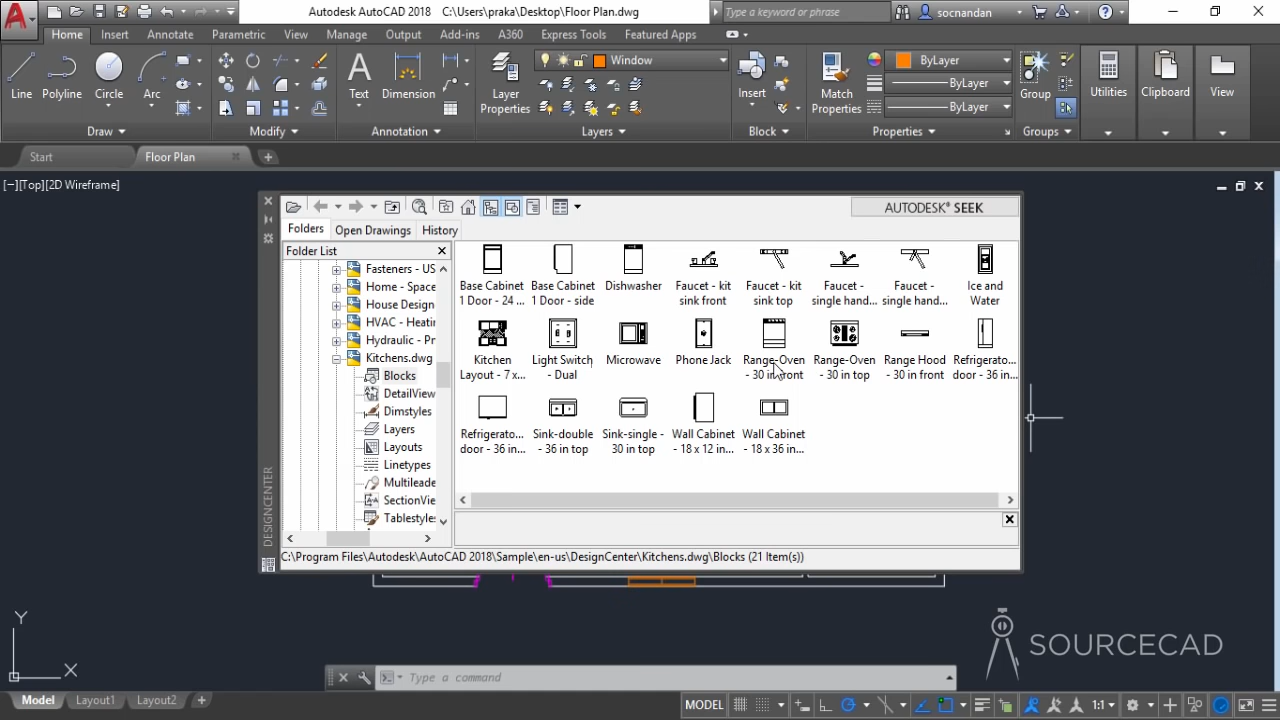 Autodesk AutoCAD 2018 C:\Users\praka\Desktop\Floor Plan.dwg
Type a keyword or phrase
socnandan
Home Insert Annotate Parametric View Manage Output Add-ins A360 Express Tools Featured Apps
Line Polyline Circle Arc
Text Dimension
Layer Properties
Window
Insert
Match Properties
ByLayer
ByLayer
ByLayer
Group
Utilities
Clipboard
View
Draw Modify Annotation Layers Block Properties Groups
Start Floor Plan
[−][Top][2D Wireframe]
AUTODESK® SEEK
Folders Open Drawings History
Folder List
Fasteners - US
Home - Space
House Design
HVAC - Heatin
Hydraulic - Pr
Kitchens.dwg
Blocks
DetailView
Dimstyles
Layers
Layouts
Linetypes
Multileade
SectionVie
Tablestyles
Base Cabinet 1 Door - 24 ...
Base Cabinet 1 Door - side
Dishwasher
Faucet - kit sink front
Faucet - kit sink top
Faucet - single hand...
Faucet - single hand...
Ice and Water
Kitchen Layout - 7 x...
Light Switch - Dual
Microwave
Phone Jack
Range-Oven - 30 in front
Range-Oven - 30 in top
Range Hood - 30 in front
Refrigerato... door - 36 in...
Refrigerato... door - 36 in...
Sink-double - 36 in top
Sink-single - 30 in top
Wall Cabinet - 18 x 12 in...
Wall Cabinet - 18 x 36 in...
DESIGNCENTER
C:\Program Files\Autodesk\AutoCAD 2018\Sample\en-us\DesignCenter\Kitchens.dwg\Blocks (21 Item(s))
Y
X
SOURCECAD
Type a command
Model Layout1 Layout2
MODEL
1:1